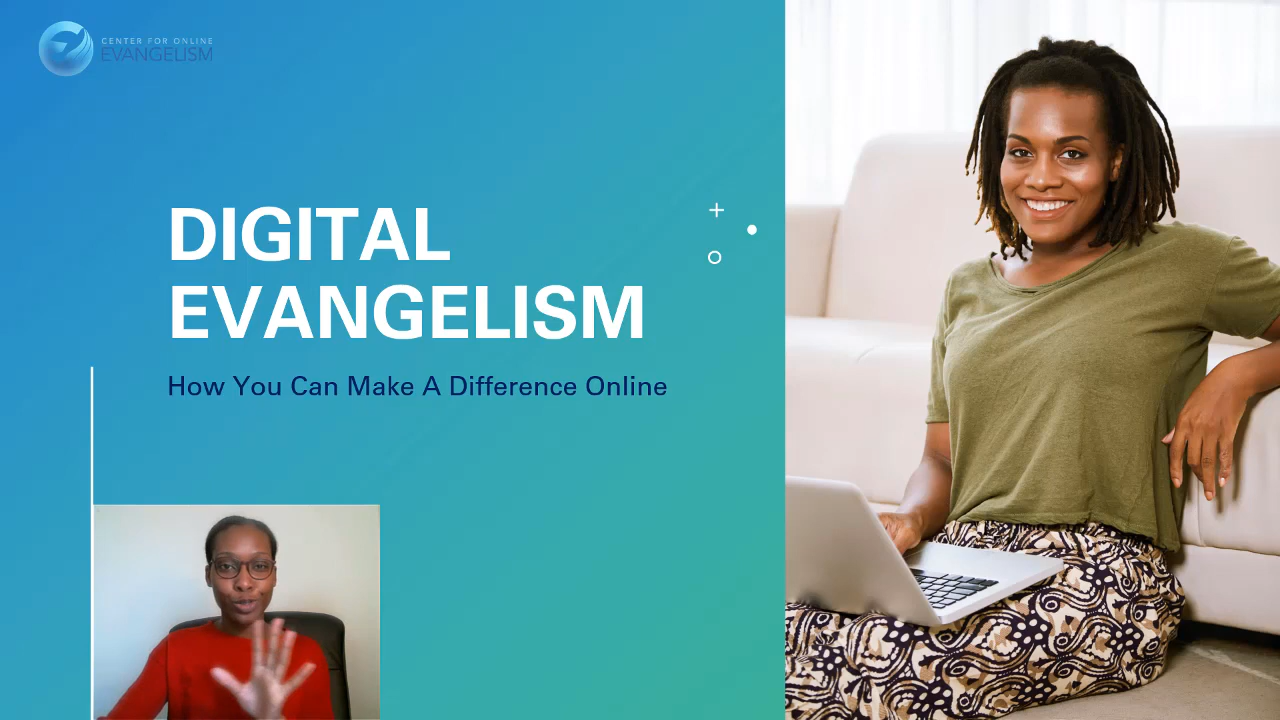 CENTER FOR ONLINE
EVANGELISM
DIGITAL
EVANGELISM
How You Can Make A Difference Online